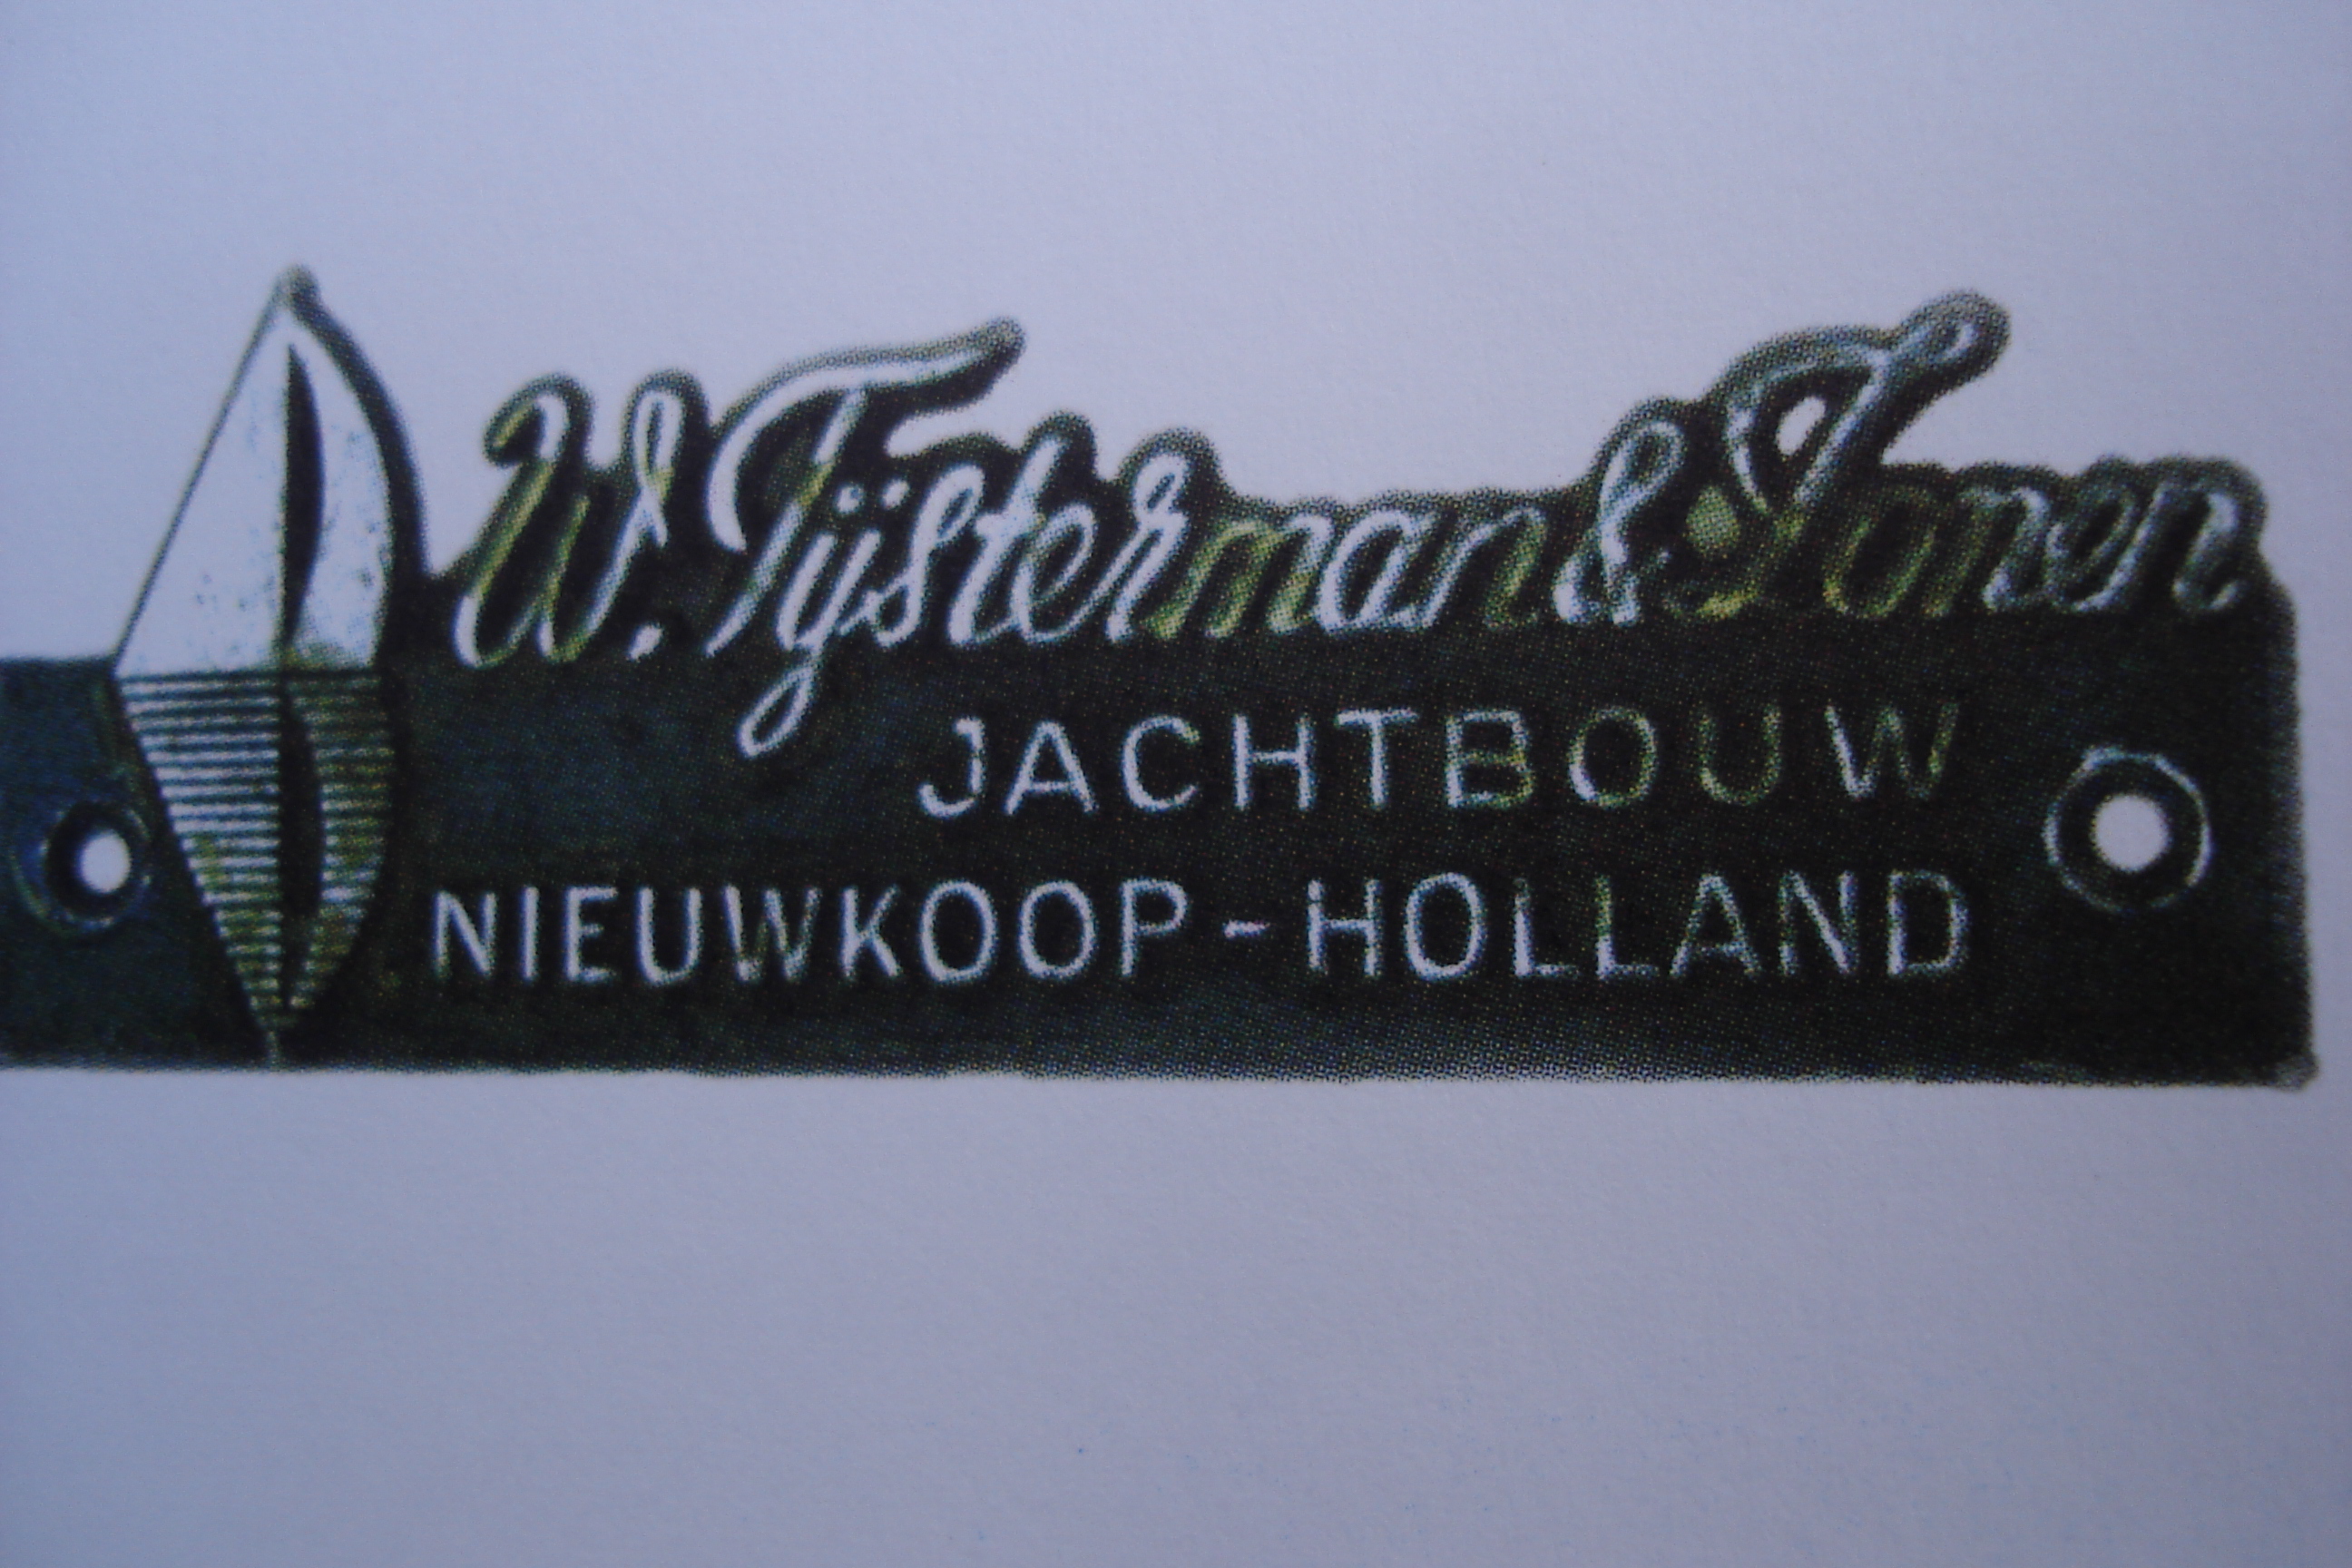 W. Tijsterman & Zonen
JACHTBOUW
NIEUWKOOP - HOLLAND